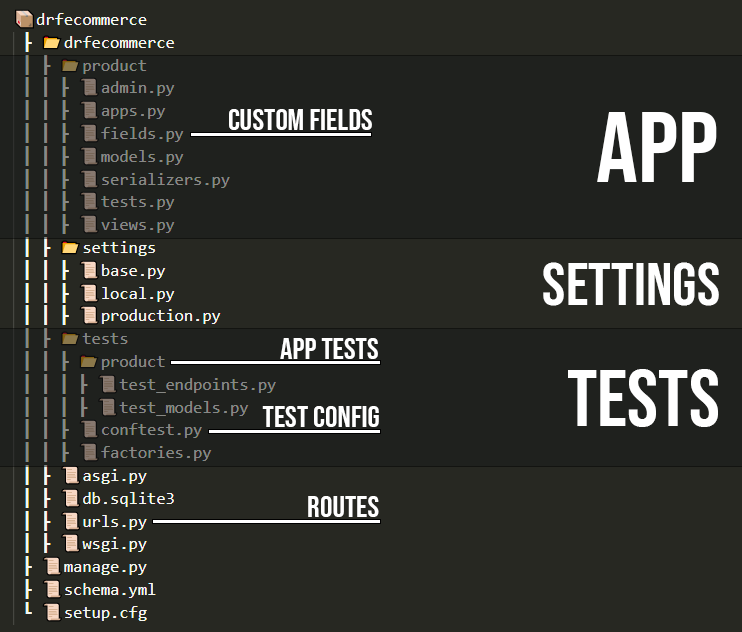 drfecommerce
drfecommerce
product
admin.py
apps.py
fields.py CUSTOM FIELDS
models.py
serializers.py
tests.py
views.py
APP
settings
base.py
local.py
production.py
SETTINGS
tests
product APP TESTS
test_endpoints.py
test_models.py
conftest.py TEST CONFIG
factories.py
TESTS
asgi.py
db.sqlite3
urls.py ROUTES
wsgi.py
manage.py
schema.yml
setup.cfg